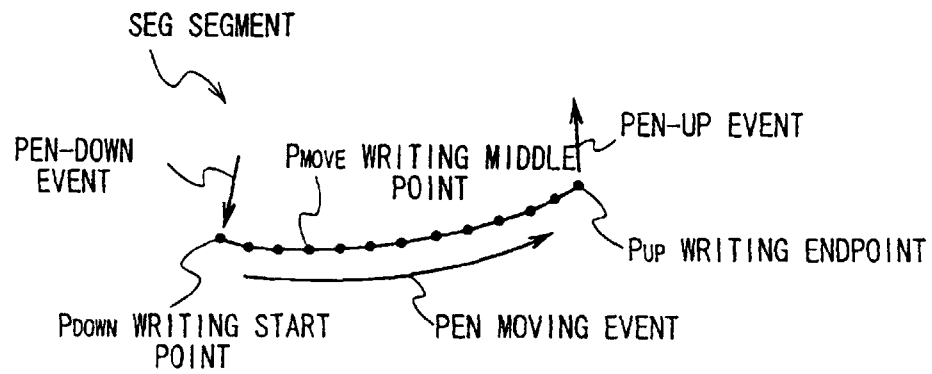 SEG SEGMENT
PEN-DOWN
EVENT
PMOVE WRITING MIDDLE
POINT
PEN-UP EVENT
PUP WRITING ENDPOINT
PDOWN WRITING START
POINT
PEN MOVING EVENT